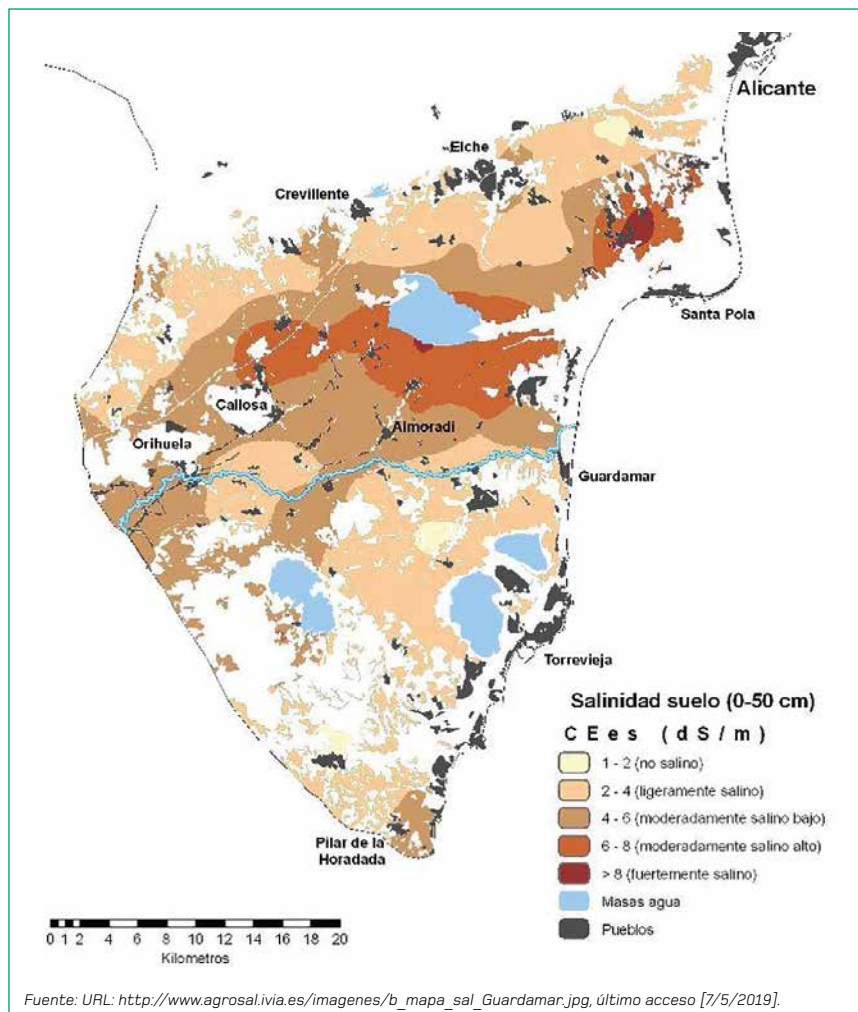 Alicante
Elche
Crevillente
Santa Pola
Callosa
Almoradi
Orihuela
Guardamar
Torrevieja
Pilar de la
Horadada
Salinidad suelo (0-50 cm)
CEes (dS/m)
1 - 2 (no salino)
2 - 4 (ligeramente salino)
4 - 6 (moderadamente salino bajo)
6 - 8 (moderadamente salino alto)
> 8 (fuertemente salino)
Masas agua
Pueblos
0 1 2 4 6 8 10 12 14 16 18 20
Kilometros
Fuente: URL: http://www.agrosal.ivia.es/imagenes/b_mapa_sal_Guardamar.jpg, último acceso [7/5/2019].